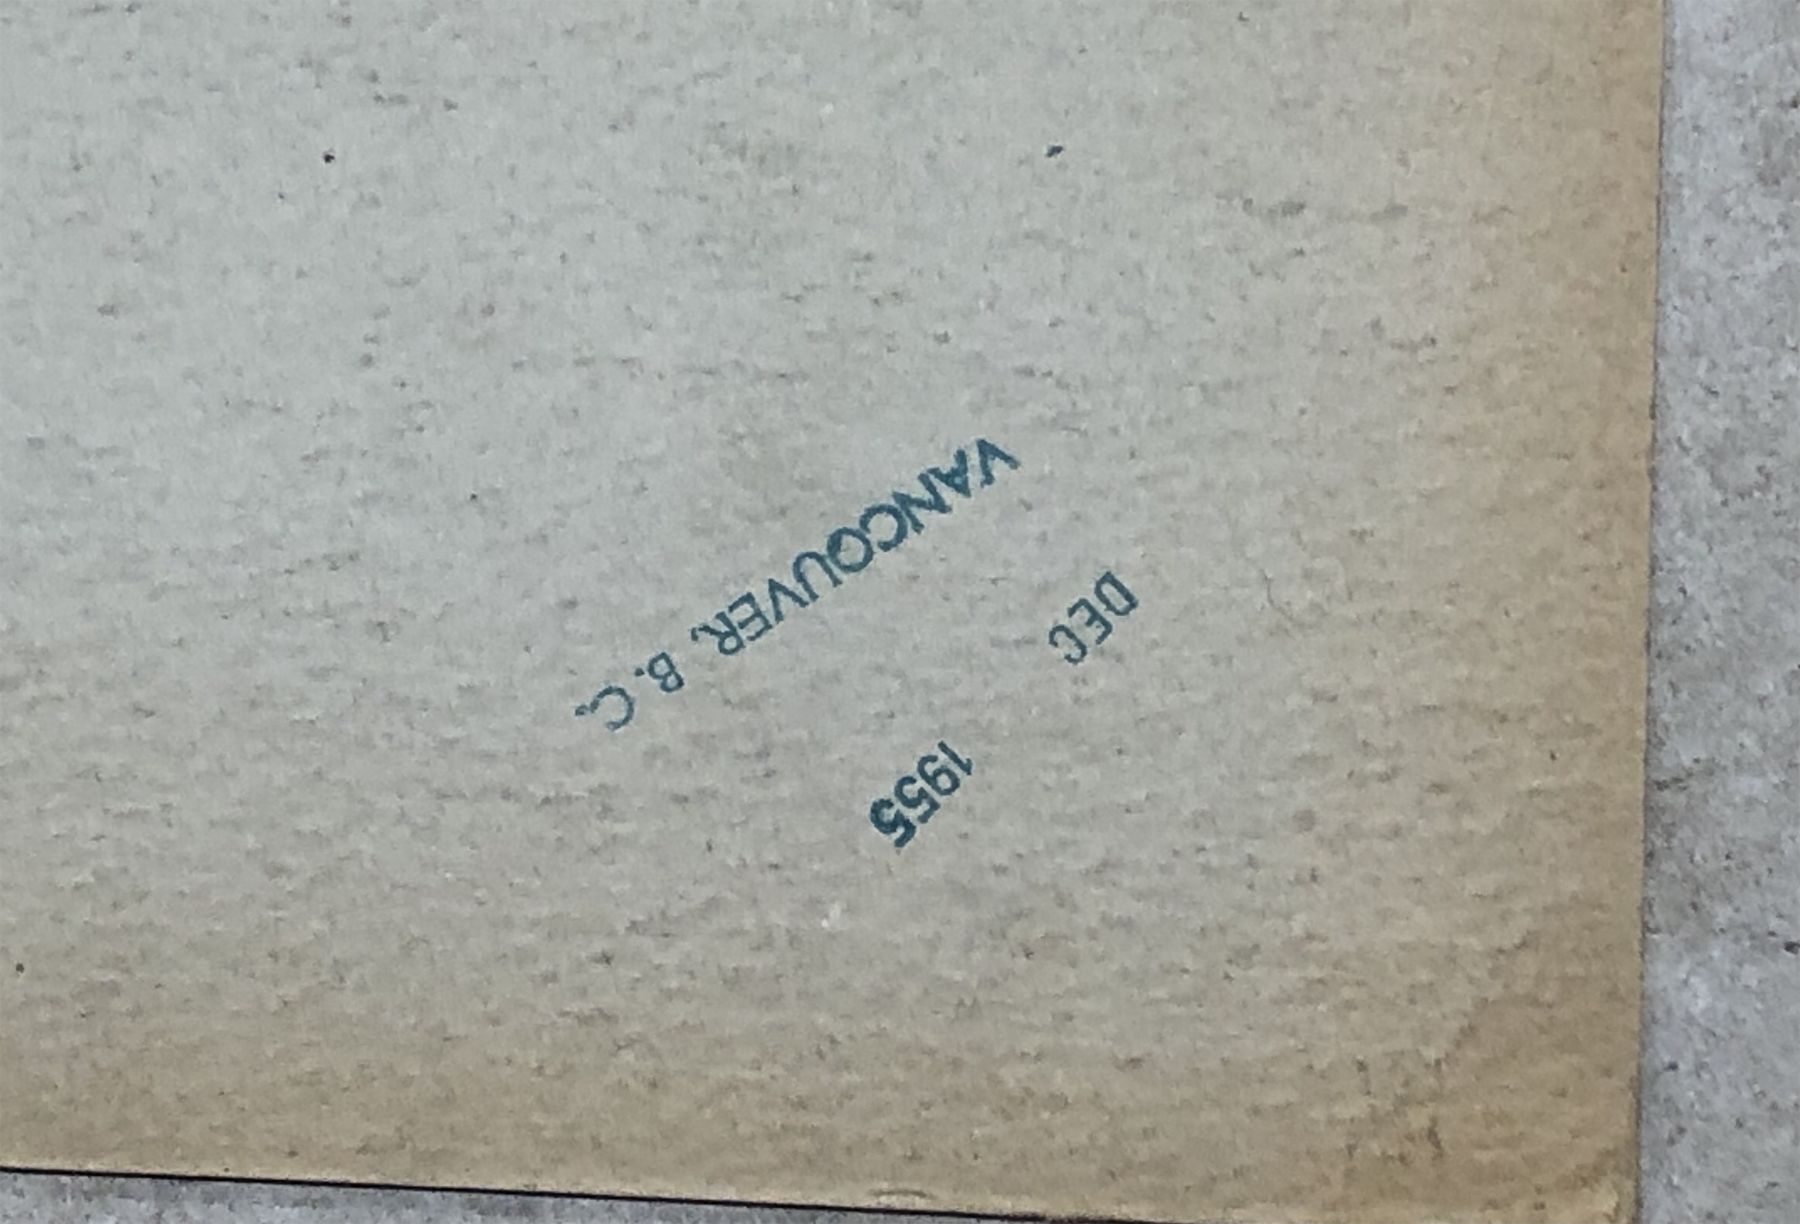 VANCOUVER, B. C.
DEC 1955